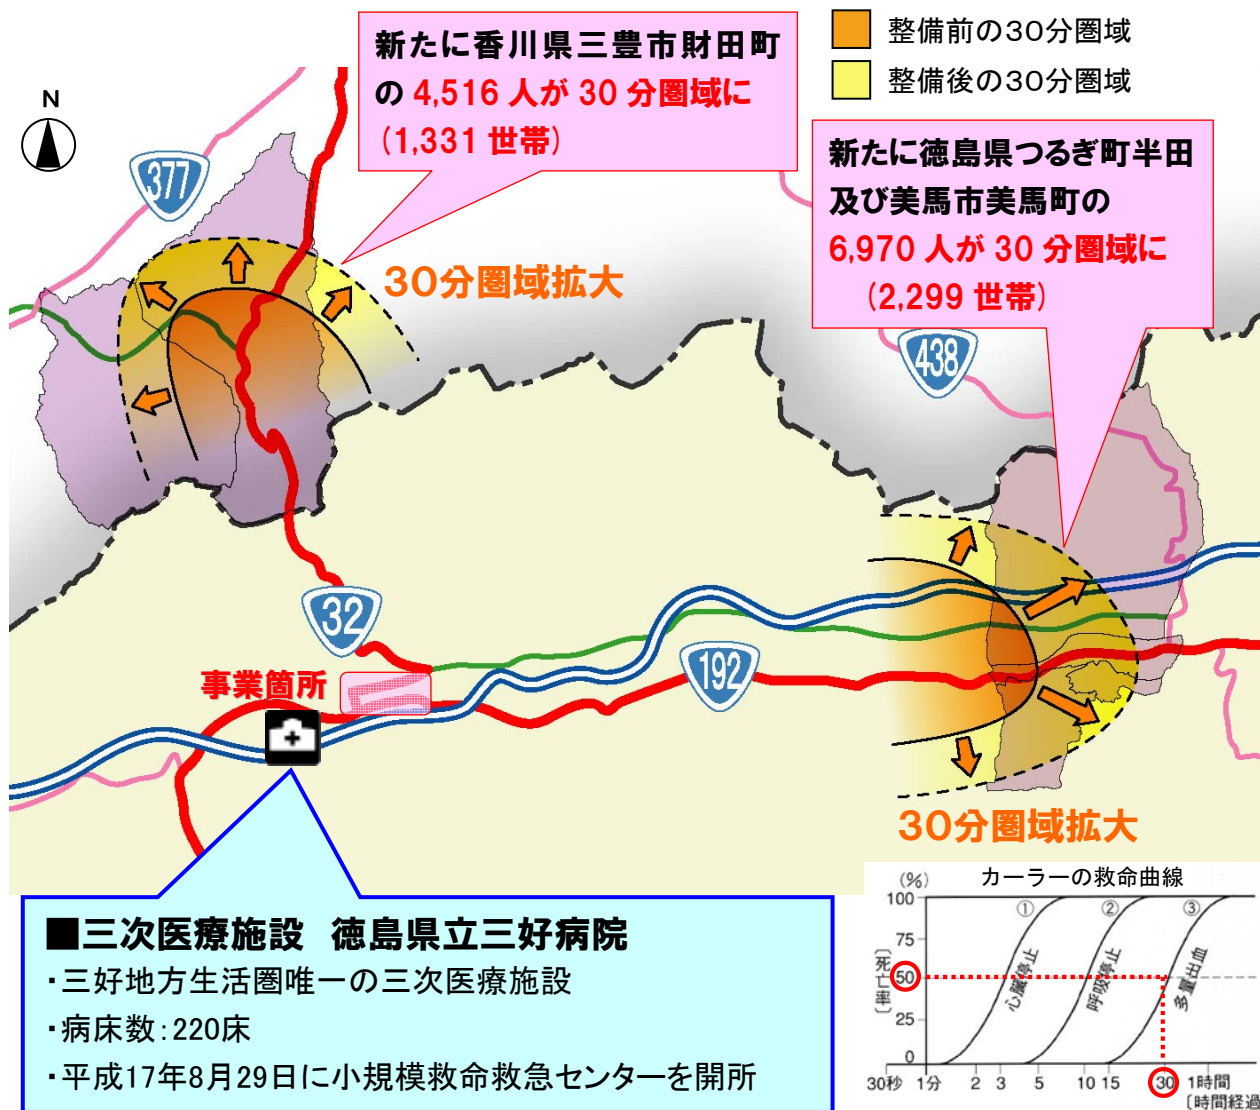 整備前の30分圏域
整備後の30分圏域
新たに香川県三豊市財田町
の 4,516 人が 30 分圏域に
(1,331 世帯)
N
377
新たに徳島県つるぎ町半田
及び美馬市美馬町の
6,970 人が 30 分圏域に
(2,299 世帯)
30分圏域拡大
438
32
192
事業箇所
30分圏域拡大
■三次医療施設 徳島県立三好病院
・三好地方生活圏唯一の三次医療施設
・病床数:220床
・平成17年8月29日に小規模救命救急センターを開所
カーラーの救命曲線
(%)
100
75
50
25
0
〔死亡率〕
① ② ③
心臓停止
呼吸停止
多量出血
30秒 1分 2 3 5 10 15 30 1時間
〔時間経過